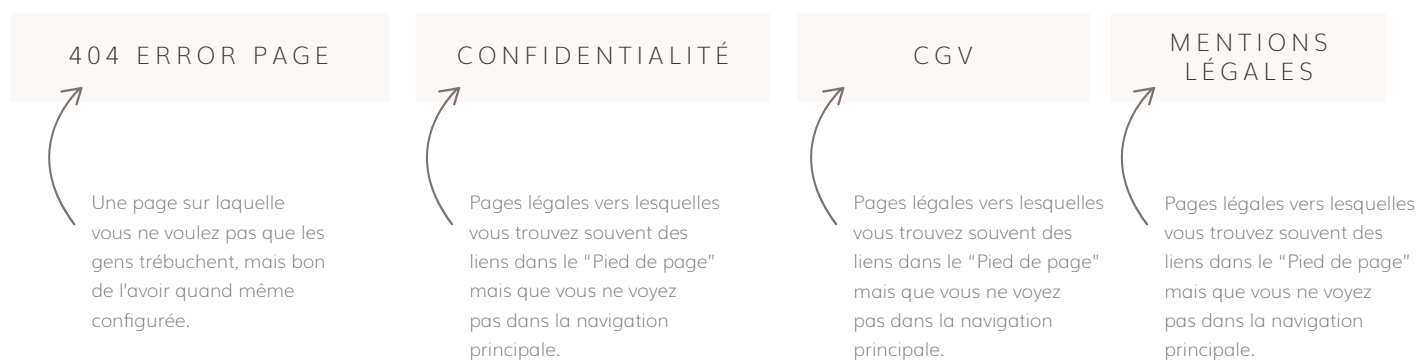 404 ERROR PAGE
Une page sur laquelle
vous ne voulez pas que les
gens trébuchent, mais bon
de l'avoir quand même
configurée.
CONFIDENTIALITÉ
Pages légales vers lesquelles
vous trouvez souvent des
liens dans le “Pied de page”
mais que vous ne voyez
pas dans la navigation
principale.
CGV
Pages légales vers lesquelles
vous trouvez souvent des
liens dans le “Pied de page”
mais que vous ne voyez
pas dans la navigation
principale.
MENTIONS
LÉGALES
Pages légales vers lesquelles
vous trouvez souvent des
liens dans le “Pied de page”
mais que vous ne voyez
pas dans la navigation
principale.